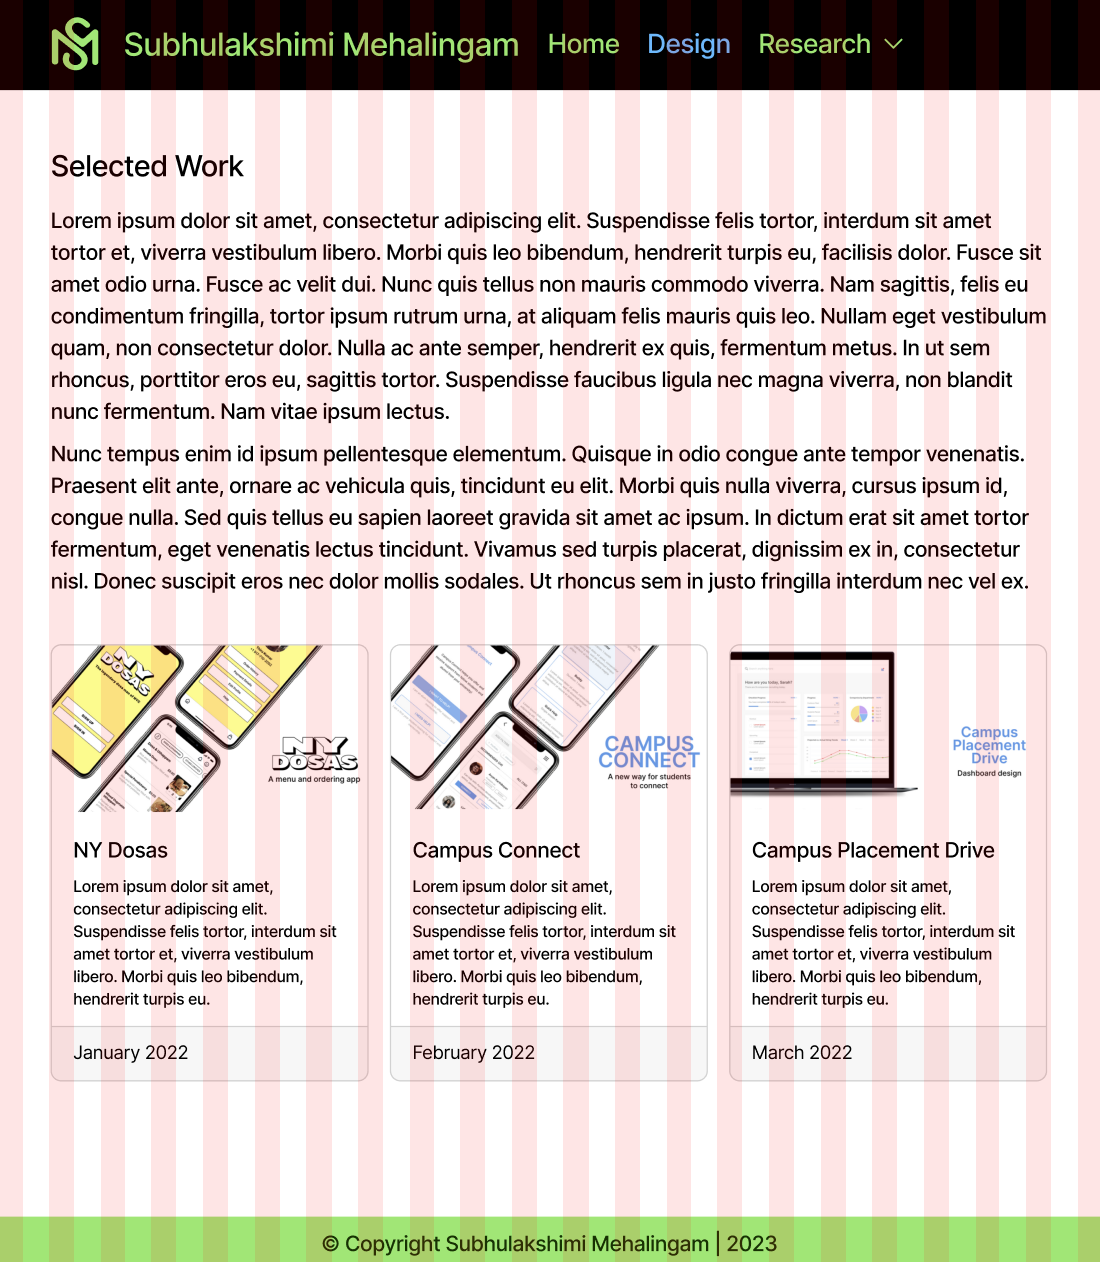 Subhulakshimi Mehalingam Home Design Research
Selected Work
Lorem ipsum dolor sit amet, consectetur adipiscing elit. Suspendisse felis tortor, interdum sit amet
tortor et, viverra vestibulum libero. Morbi quis leo bibendum, hendrerit turpis eu, facilisis dolor. Fusce sit
amet odio urna. Fusce ac velit dui. Nunc quis tellus non mauris commodo viverra. Nam sagittis, felis eu
condimentum fringilla, tortor ipsum rutrum urna, at aliquam felis mauris quis leo. Nullam eget vestibulum
quam, non consectetur dolor. Nulla ac ante semper, hendrerit ex quis, fermentum metus. In ut sem
rhoncus, porttitor eros eu, sagittis tortor. Suspendisse faucibus ligula nec magna viverra, non blandit
nunc fermentum. Nam vitae ipsum lectus.
Nunc tempus enim id ipsum pellentesque elementum. Quisque in odio congue ante tempor venenatis.
Praesent elit ante, ornare ac vehicula quis, tincidunt eu elit. Morbi quis nulla viverra, cursus ipsum id,
congue nulla. Sed quis tellus eu sapien laoreet gravida sit amet ac ipsum. In dictum erat sit amet tortor
fermentum, eget venenatis lectus tincidunt. Vivamus sed turpis placerat, dignissim ex in, consectetur
nisl. Donec suscipit eros nec dolor mollis sodales. Ut rhoncus sem in justo fringilla interdum nec vel ex.
NY
DOSAS
SIGN UP
SIGN IN
NY
DOSAS
A menu and ordering app
NY Dosas
Lorem ipsum dolor sit amet,
consectetur adipiscing elit.
Suspendisse felis tortor, interdum sit
amet tortor et, viverra vestibulum
libero. Morbi quis leo bibendum,
hendrerit turpis eu.
January 2022
CAMPUS
CONNECT
A new way for students
to connect
Campus Connect
Lorem ipsum dolor sit amet,
consectetur adipiscing elit.
Suspendisse felis tortor, interdum sit
amet tortor et, viverra vestibulum
libero. Morbi quis leo bibendum,
hendrerit turpis eu.
February 2022
How are you today, Sarah?
Campus
Placement
Drive
Dashboard design
Campus Placement Drive
Lorem ipsum dolor sit amet,
consectetur adipiscing elit.
Suspendisse felis tortor, interdum sit
amet tortor et, viverra vestibulum
libero. Morbi quis leo bibendum,
hendrerit turpis eu.
March 2022
© Copyright Subhulakshimi Mehalingam | 2023